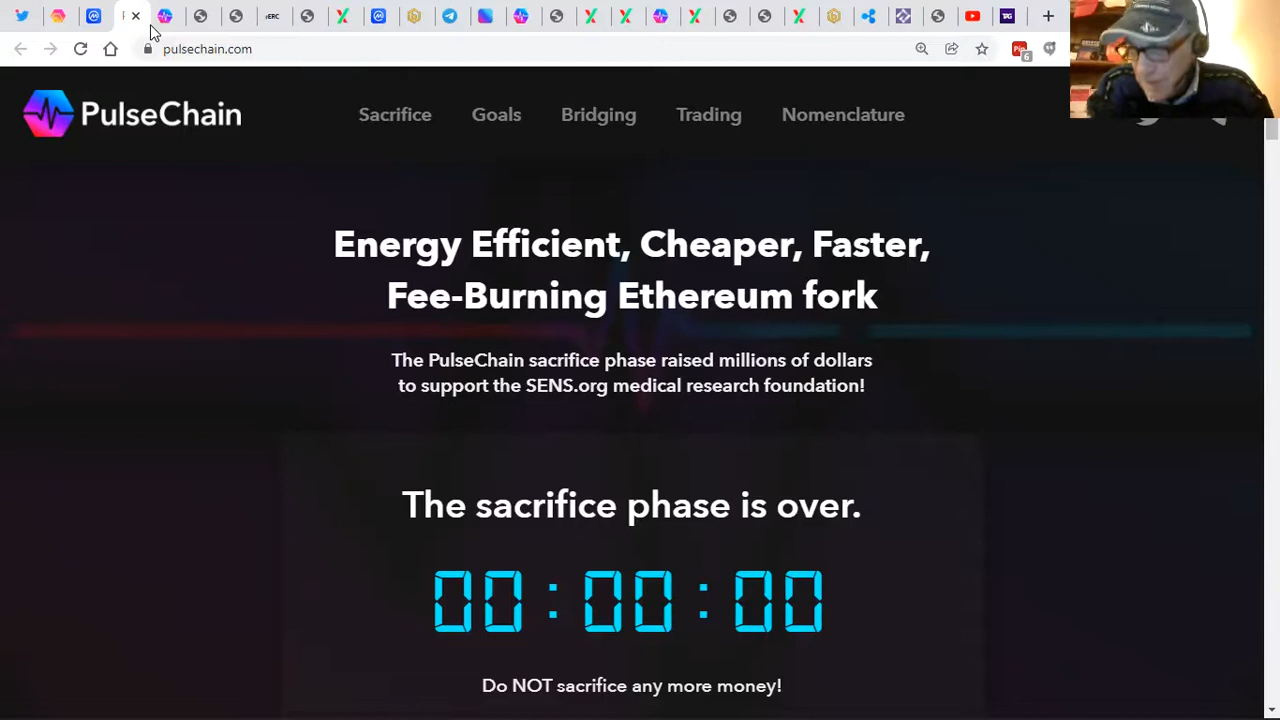 rERC
pulsechain.com
6
PulseChain
Sacrifice Goals Bridging Trading Nomenclature
Energy Efficient, Cheaper, Faster,
Fee-Burning Ethereum fork
The PulseChain sacrifice phase raised millions of dollars
to support the SENS.org medical research foundation!
The sacrifice phase is over.
00:00:00
Do NOT sacrifice any more money!